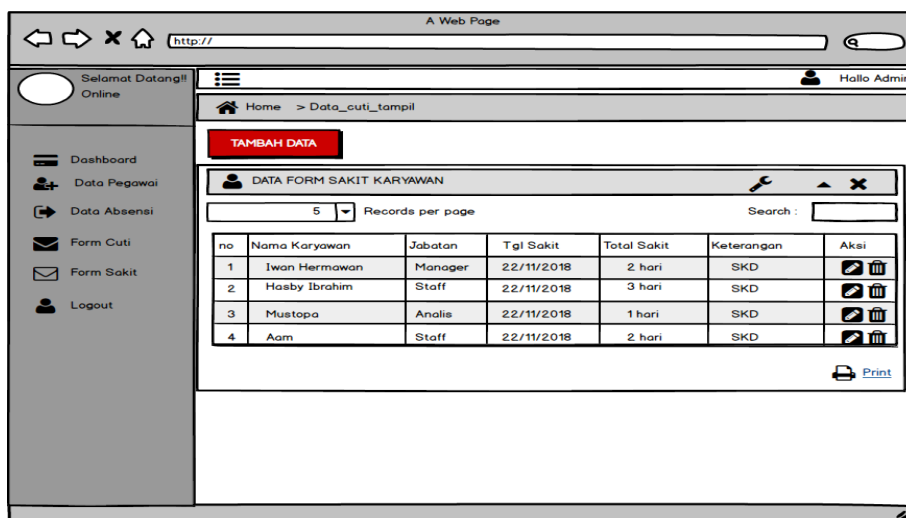 A Web Page
http://
Selamat Datang!!
Online
Hallo Admin
Home > Data_cuti_tampil
TAMBAH DATA
Dashboard
Data Pegawai
Data Absensi
Form Cuti
Form Sakit
Logout
DATA FORM SAKIT KARYAWAN
5 Records per page Search :
no Nama Karyawan Jabatan Tgl Sakit Total Sakit Keterangan Aksi
1 Iwan Hermawan Manager 22/11/2018 2 hari SKD
2 Hasby Ibrahim Staff 22/11/2018 3 hari SKD
3 Mustopa Analis 22/11/2018 1 hari SKD
4 Aam Staff 22/11/2018 2 hari SKD
Print